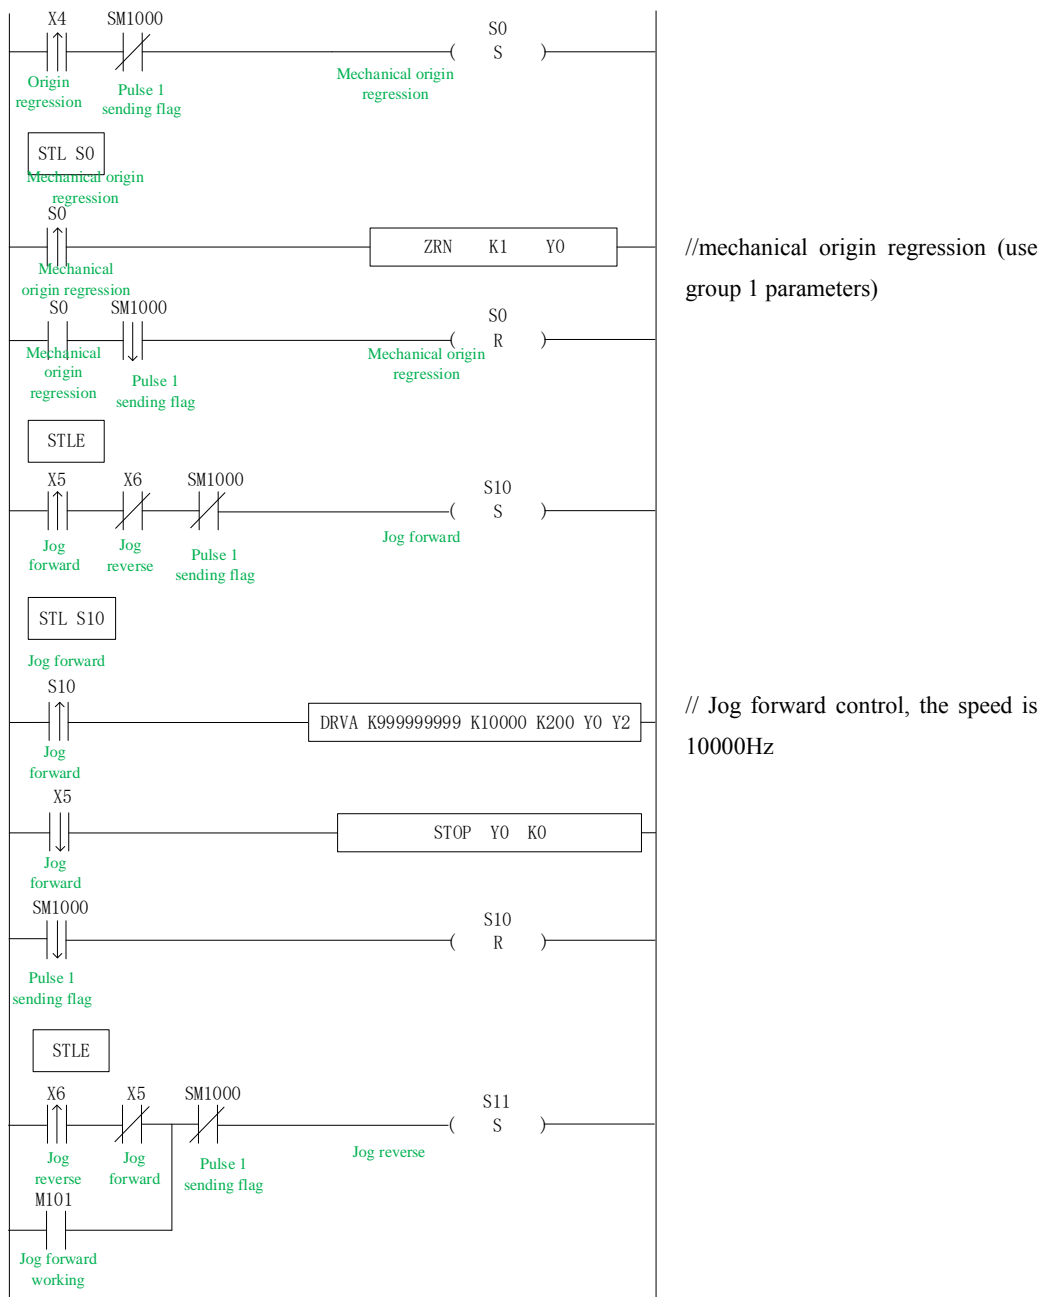 X4 SM1000 S0
( S )
Origin
regression
Pulse 1
sending flag
Mechanical origin
regression
STL S0
Mechanical origin
regression
S0
ZRN K1 Y0
Mechanical
origin regression
//mechanical origin regression (use
group 1 parameters)
S0 SM1000 S0
( R )
Mechanical
origin
regression
Pulse 1
sending flag
Mechanical origin
regression
STLE
X5 X6 SM1000 S10
( S )
Jog
forward
Jog
reverse
Pulse 1
sending flag
Jog forward
STL S10
Jog forward
S10
DRVA K999999999 K10000 K200 Y0 Y2
Jog
forward
// Jog forward control, the speed is
10000Hz
X5
STOP Y0 K0
Jog
forward
SM1000 S10
( R )
Pulse 1
sending flag
STLE
X6 X5 SM1000 S11
( S )
Jog
reverse
Jog
forward
Pulse 1
sending flag
Jog reverse
M101
Jog forward
working